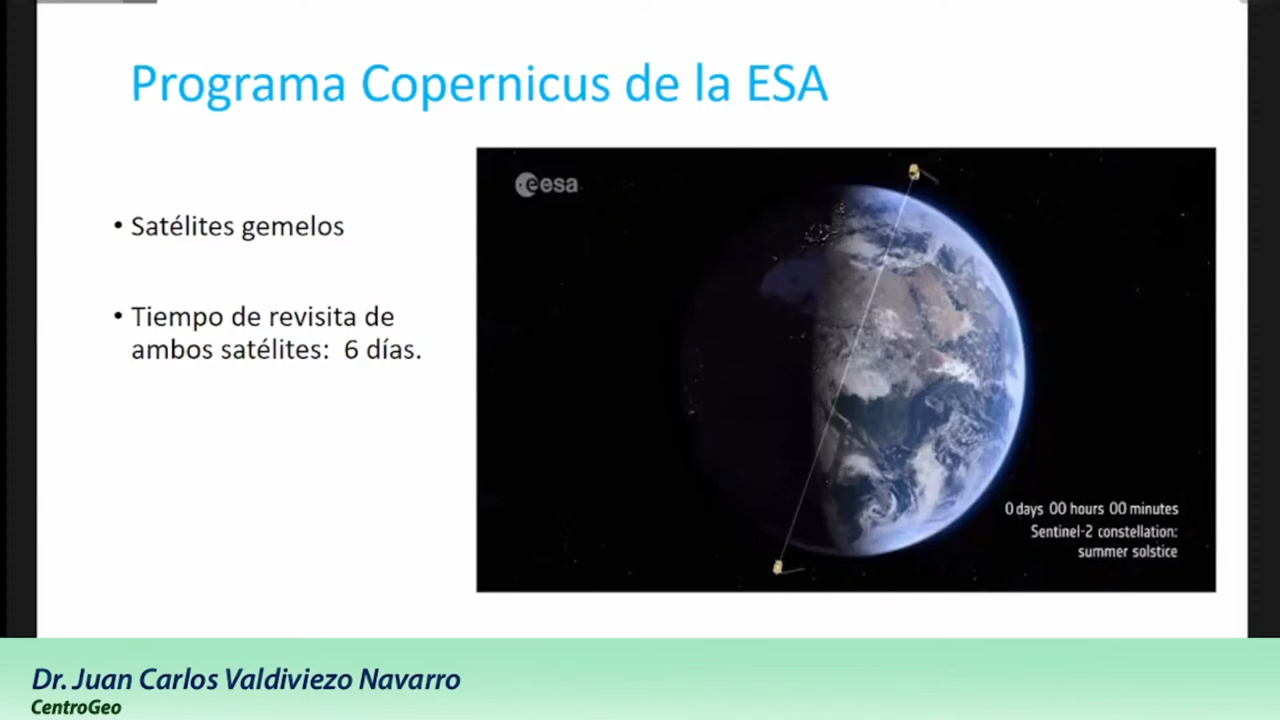 Programa Copernicus de la ESA
• Satélites gemelos
• Tiempo de revisita de
ambos satélites: 6 días.
esa
0 days 00 hours 00 minutes
Sentinel-2 constellation:
summer solstice
Dr. Juan Carlos Valdiviezo Navarro
CentroGeo